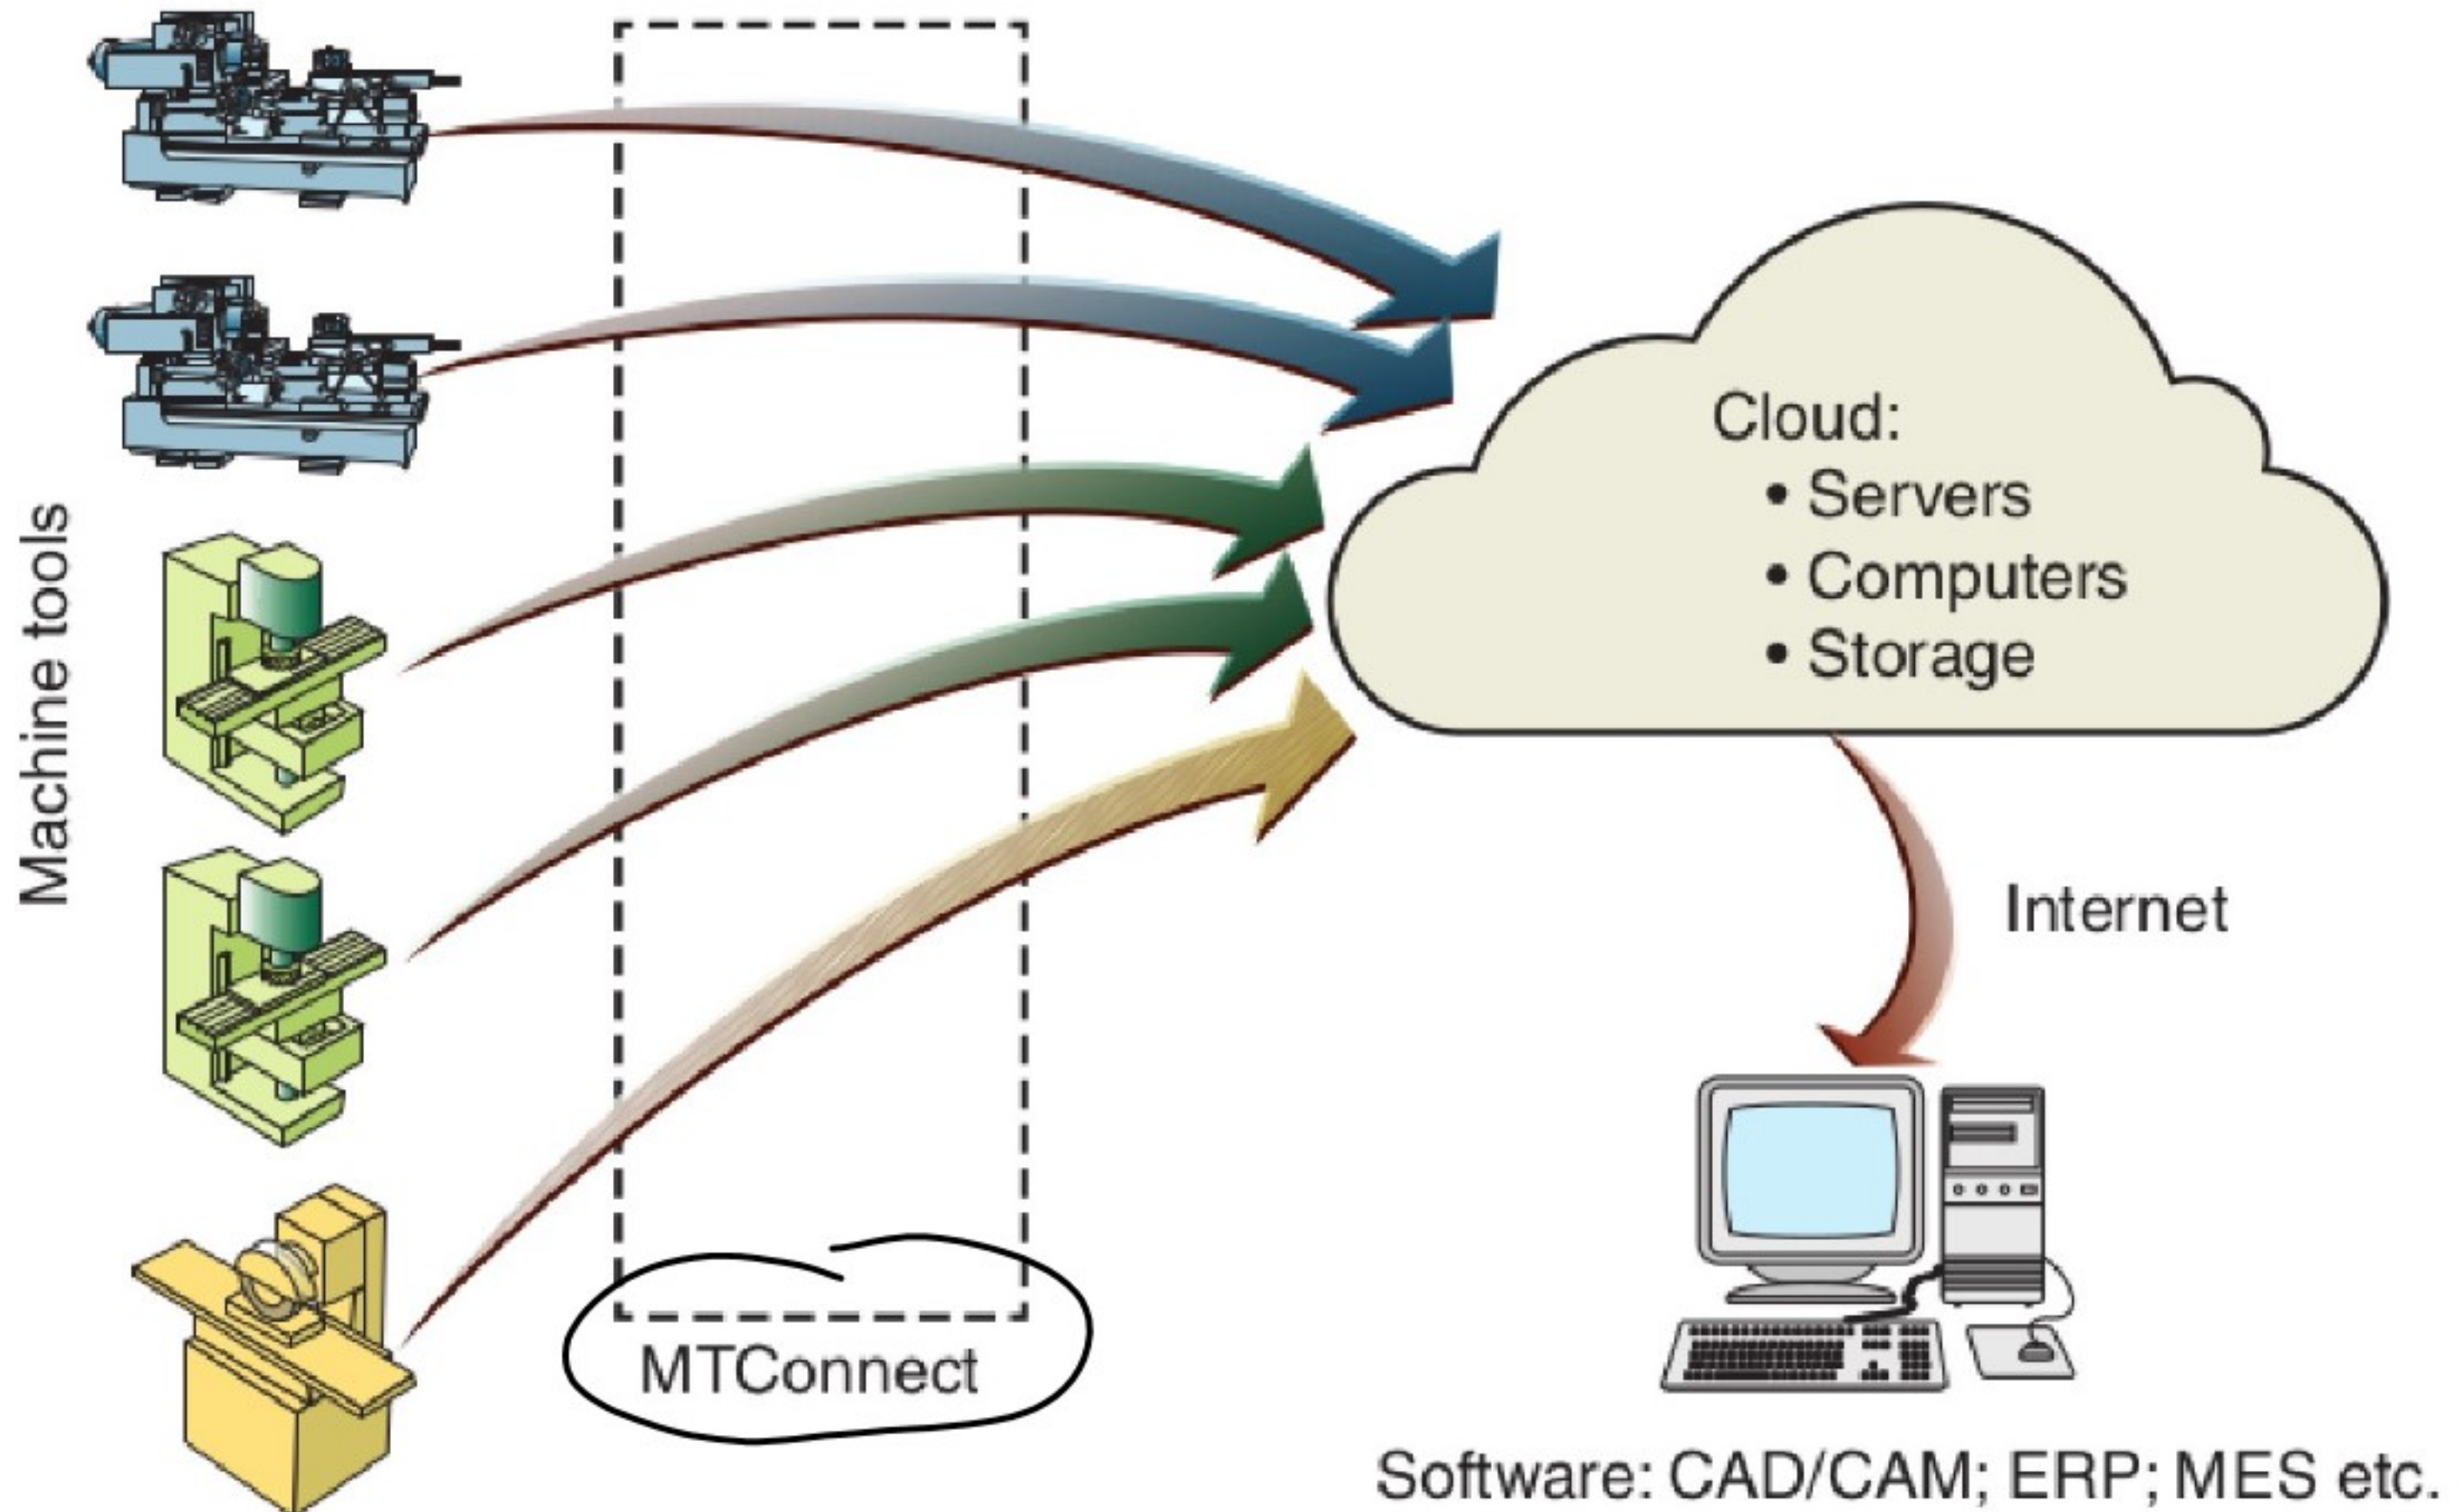 Machine tools
Cloud:
• Servers
• Computers
• Storage
Internet
MTConnect
Software: CAD/CAM; ERP; MES etc.